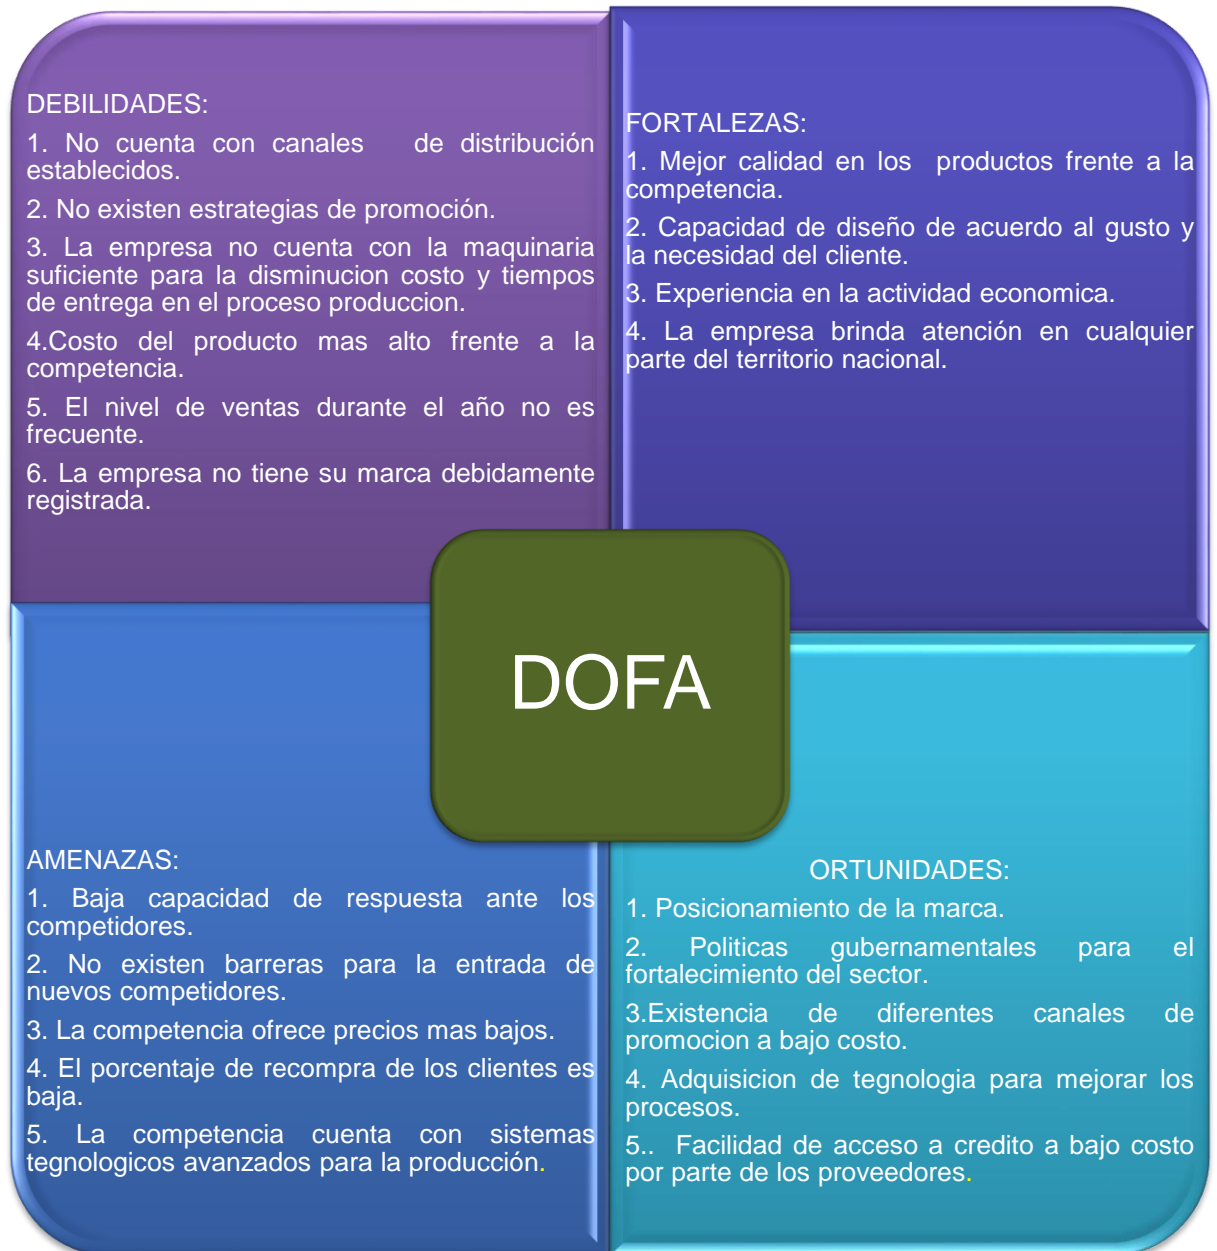 DEBILIDADES:
1. No cuenta con canales de distribución
establecidos.
2. No existen estrategias de promoción.
3. La empresa no cuenta con la maquinaria
suficiente para la disminucion costo y tiempos
de entrega en el proceso produccion.
4.Costo del producto mas alto frente a la
competencia.
5. El nivel de ventas durante el año no es
frecuente.
6. La empresa no tiene su marca debidamente
registrada.
FORTALEZAS:
1. Mejor calidad en los productos frente a la
competencia.
2. Capacidad de diseño de acuerdo al gusto y
la necesidad del cliente.
3. Experiencia en la actividad economica.
4. La empresa brinda atención en cualquier
parte del territorio nacional.
DOFA
AMENAZAS:
1. Baja capacidad de respuesta ante los
competidores.
2. No existen barreras para la entrada de
nuevos competidores.
3. La competencia ofrece precios mas bajos.
4. El porcentaje de recompra de los clientes es
baja.
5. La competencia cuenta con sistemas
tegnologicos avanzados para la producción.
ORTUNIDADES:
1. Posicionamiento de la marca.
2. Politicas gubernamentales para el
fortalecimiento del sector.
3.Existencia de diferentes canales de
promocion a bajo costo.
4. Adquisicion de tegnologia para mejorar los
procesos.
5.. Facilidad de acceso a credito a bajo costo
por parte de los proveedores.